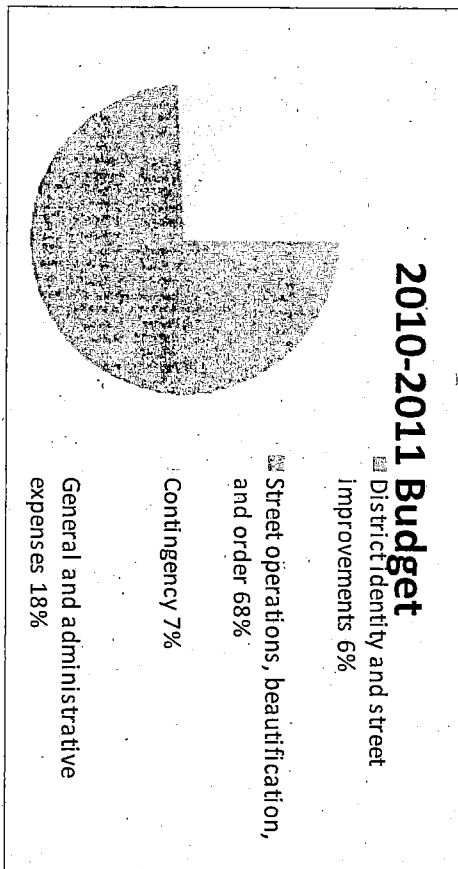 2010-2011 Budget
District identity and street
improvements 6%
Street operations, beautification,
and order 68%
Contingency 7%
General and administrative
expenses 18%